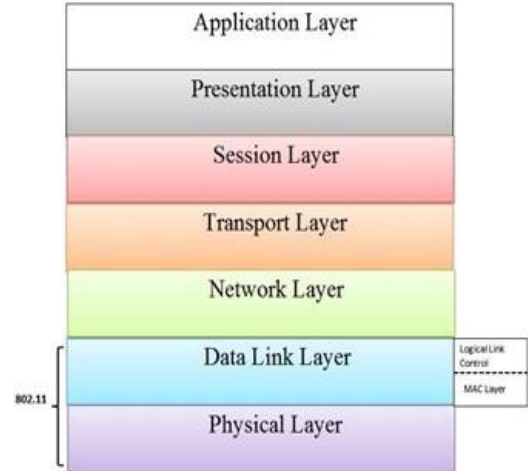 Application Layer
Presentation Layer
Session Layer
Transport Layer
Network Layer
Data Link Layer
Logical Link
Control
MAC Layer
802.11
Physical Layer